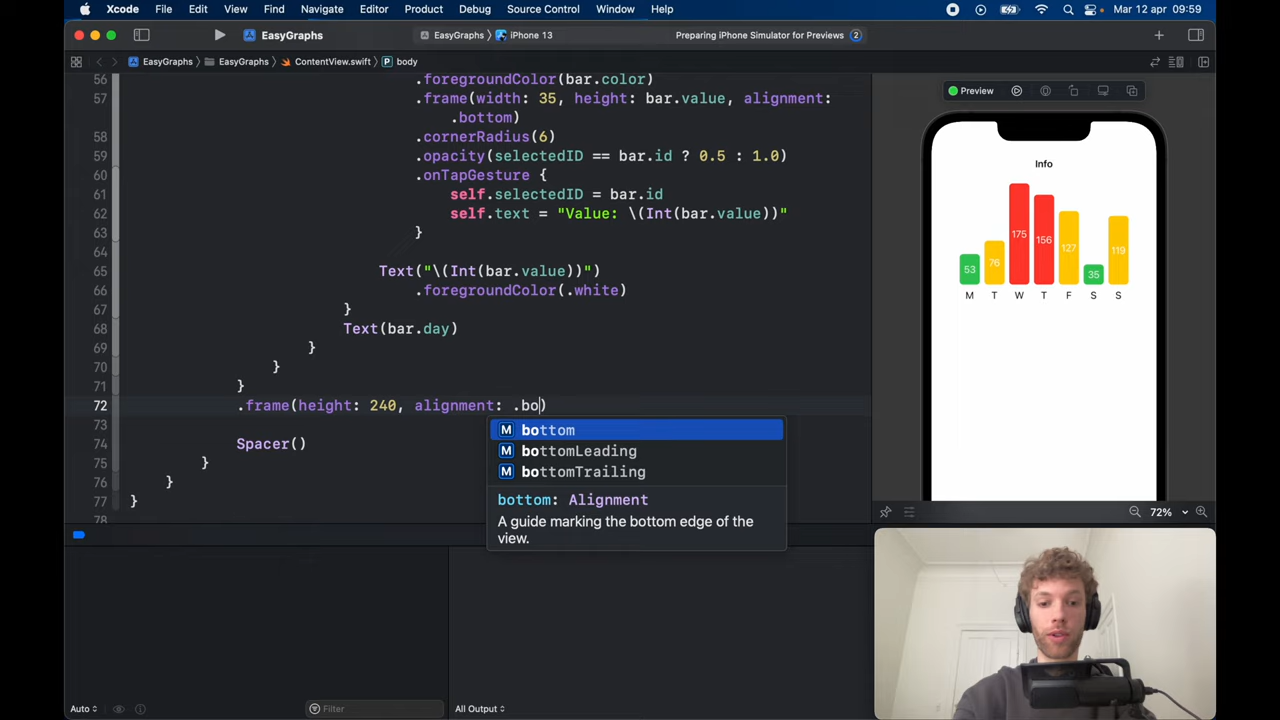 Xcode File Edit View Find Navigate Editor Product Debug Source Control Window Help Mar 12 apr 09:59
EasyGraphs EasyGraphs iPhone 13 Preparing iPhone Simulator for Previews 2
EasyGraphs EasyGraphs ContentView.swift P body
56 .foregroundColor(bar.color)
57 .frame(width: 35, height: bar.value, alignment:
.bottom)
58 .cornerRadius(6)
59 .opacity(selectedID == bar.id ? 0.5 : 1.0)
60 .onTapGesture {
61 self.selectedID = bar.id
62 self.text = "Value: \(Int(bar.value))"
63 }
64
65 Text("\(Int(bar.value))")
66 .foregroundColor(.white)
67 }
68 Text(bar.day)
69 }
70 }
71 }
72 .frame(height: 240, alignment: .bo)
73
74 Spacer()
75 }
76 }
77 }
78
M bottom
M bottomLeading
M bottomTrailing
bottom: Alignment
A guide marking the bottom edge of the
view.
Preview
Info
53 76 175 156 127 35 119
M T W T F S S
72%
Auto Filter All Output